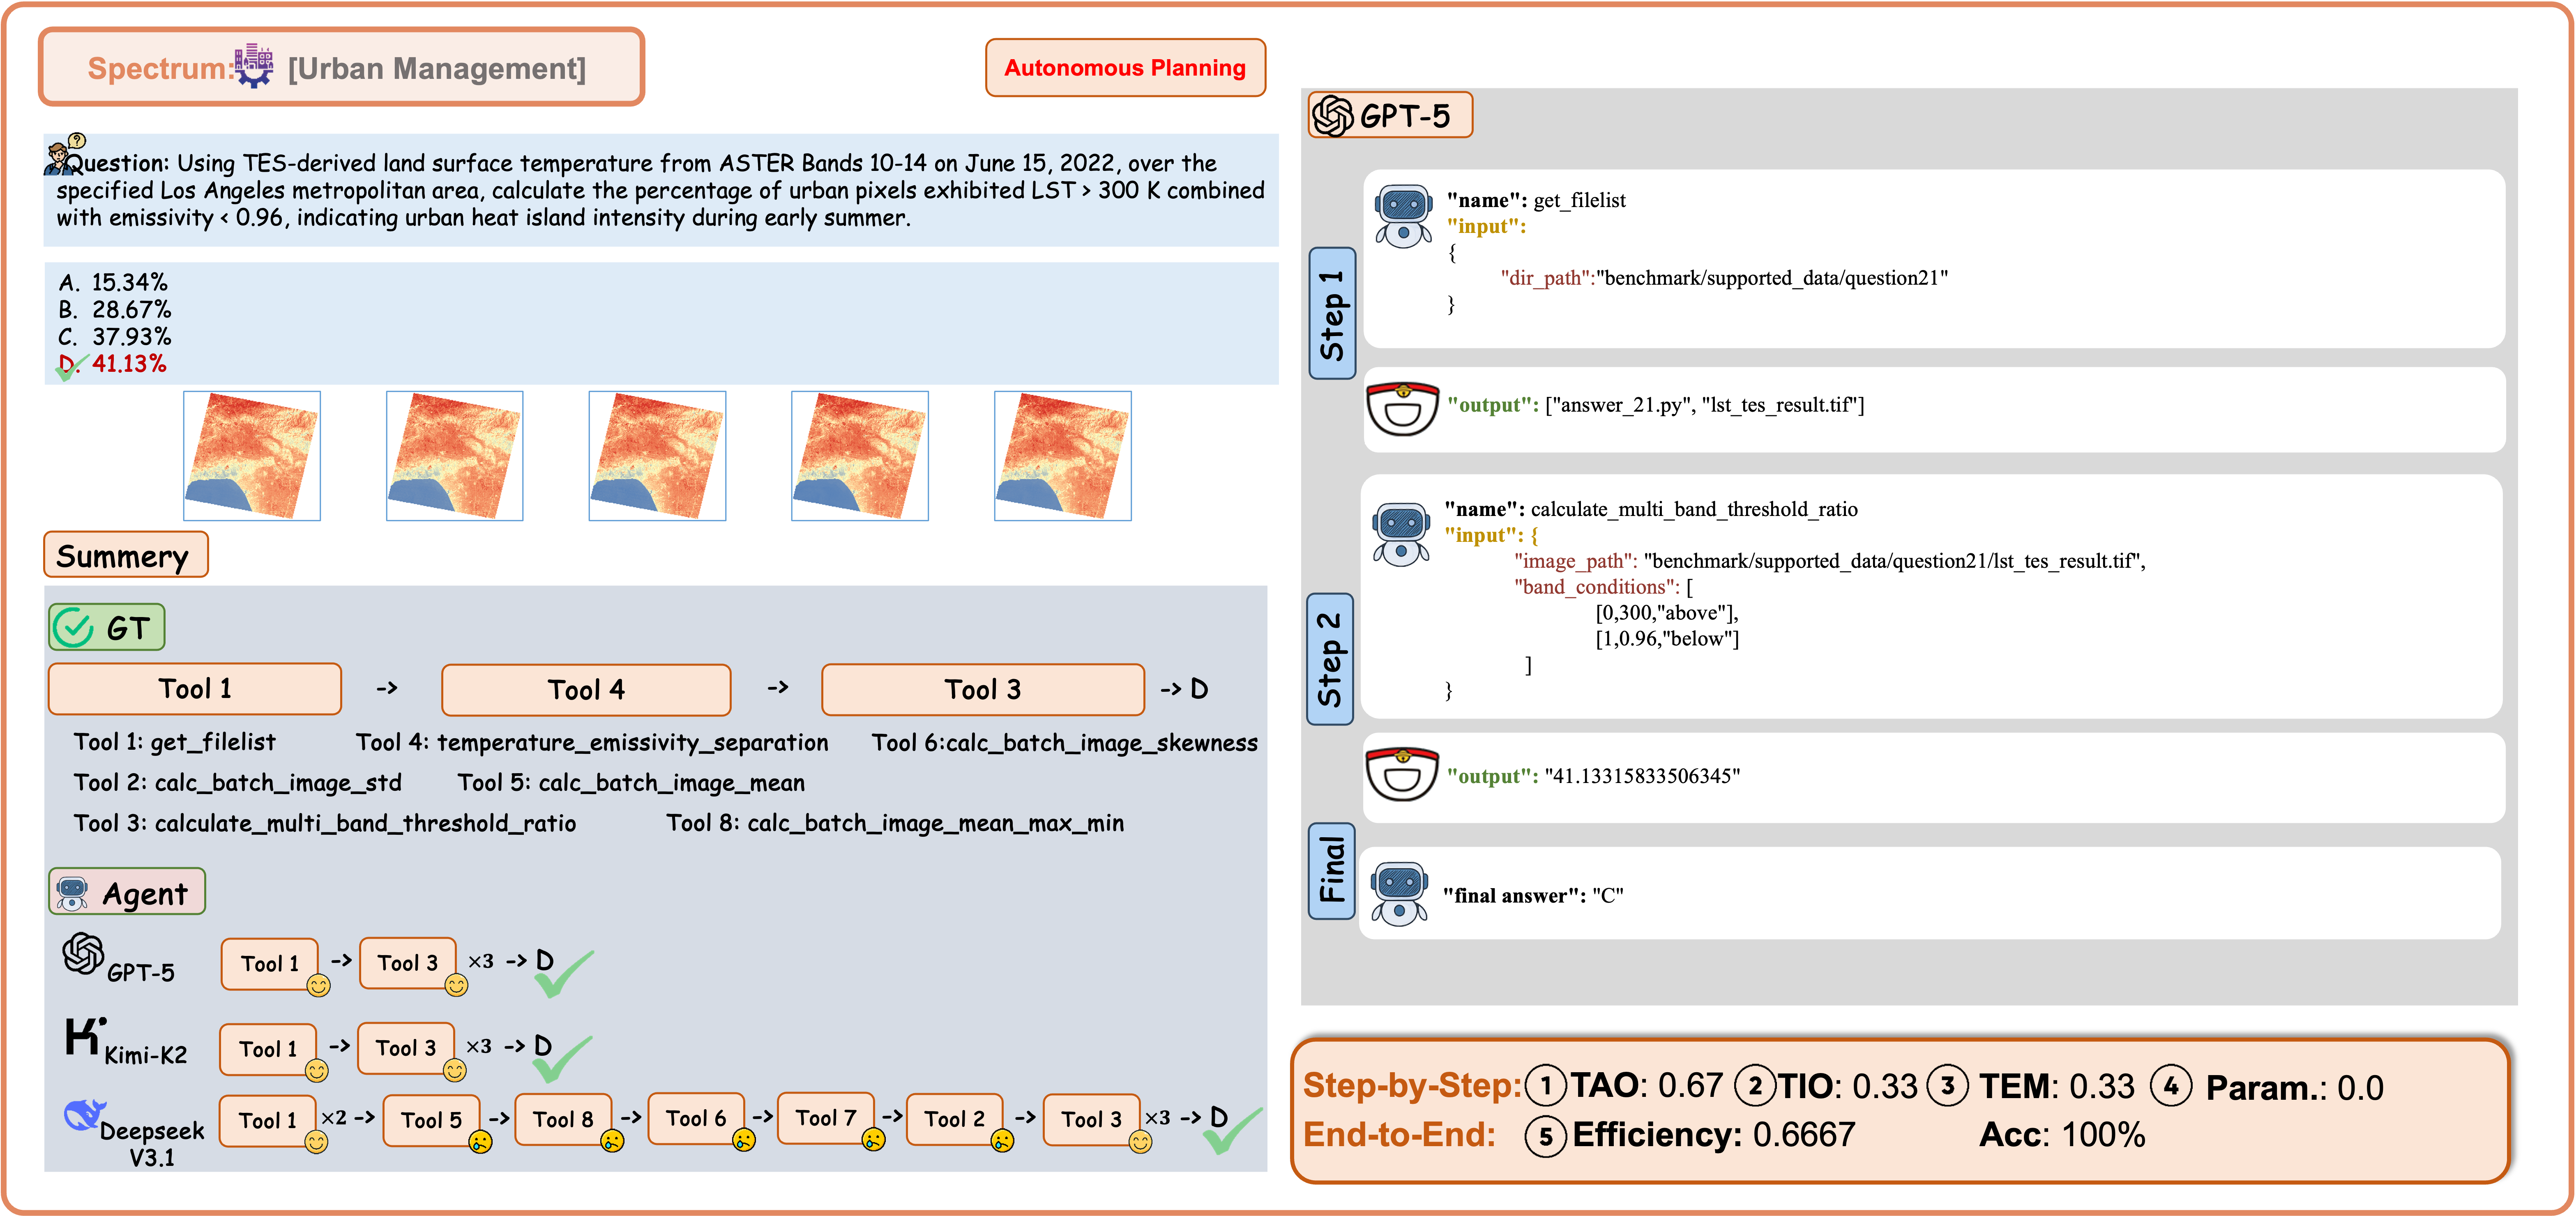 Spectrum: [Urban Management]
Autonomous Planning
Question: Using TES-derived land surface temperature from ASTER Bands 10-14 on June 15, 2022, over the
specified Los Angeles metropolitan area, calculate the percentage of urban pixels exhibited LST > 300 K combined
with emissivity < 0.96, indicating urban heat island intensity during early summer.
A. 15.34%
B. 28.67%
C. 37.93%
D. 41.13%
Summery
GT
Tool 1 -> Tool 4 -> Tool 3 -> D
Tool 1: get_filelist Tool 4: temperature_emissivity_separation Tool 6:calc_batch_image_skewness
Tool 2: calc_batch_image_std Tool 5: calc_batch_image_mean
Tool 3: calculate_multi_band_threshold_ratio Tool 8: calc_batch_image_mean_max_min
Agent
GPT-5 Tool 1 -> Tool 3 ×3 -> D
Kimi-K2 Tool 1 -> Tool 3 ×3 -> D
Deepseek V3.1 Tool 1 ×2 -> Tool 5 -> Tool 8 -> Tool 6 -> Tool 7 -> Tool 2 -> Tool 3 ×3 -> D
GPT-5
Step 1
"name": get_filelist
"input":
{
"dir_path":"benchmark/supported_data/question21"
}
"output": ["answer_21.py", "lst_tes_result.tif"]
Step 2
"name": calculate_multi_band_threshold_ratio
"input": {
"image_path": "benchmark/supported_data/question21/lst_tes_result.tif",
"band_conditions": [
[0,300,"above"],
[1,0.96,"below"]
]
}
"output": "41.13315833506345"
Final
"final answer": "C"
Step-by-Step: 1 TAO: 0.67 2 TIO: 0.33 3 TEM: 0.33 4 Param.: 0.0
End-to-End: 5 Efficiency: 0.6667 Acc: 100%